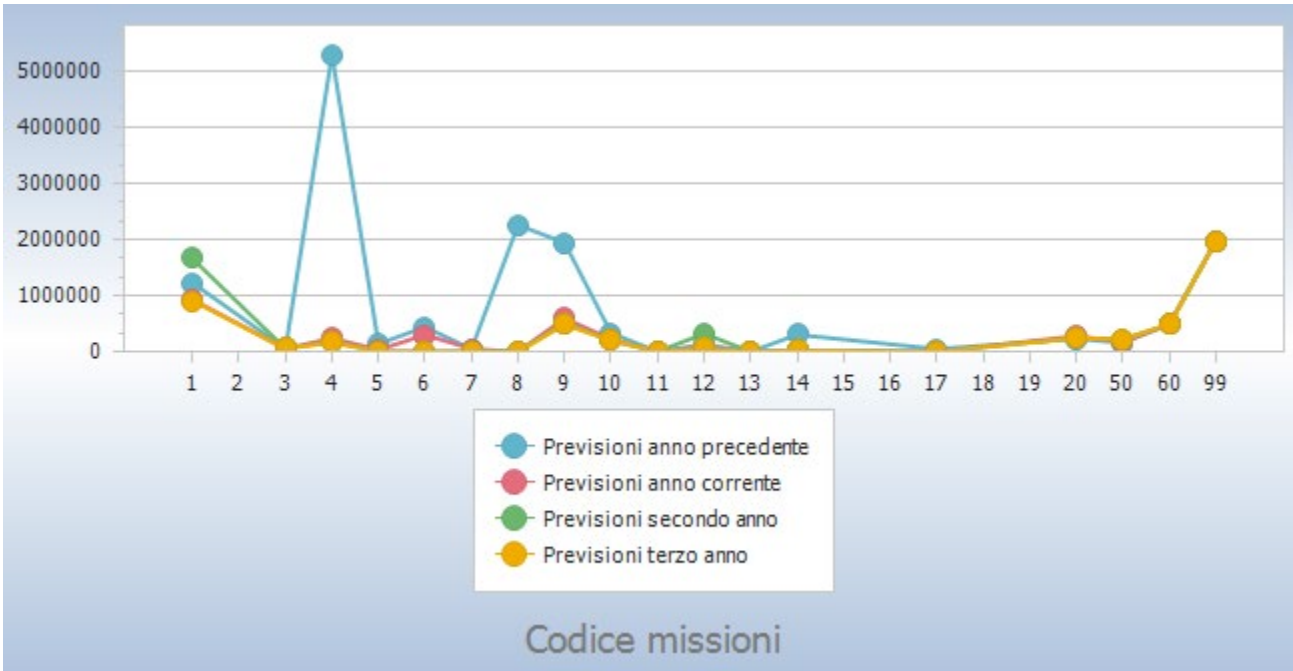 5000000
4000000
3000000
2000000
1000000
0
1 2 3 4 5 6 7 8 9 10 11 12 13 14 15 16 17 18 19 20 50 60 99
Previsioni anno precedente
Previsioni anno corrente
Previsioni secondo anno
Previsioni terzo anno
Codice missioni